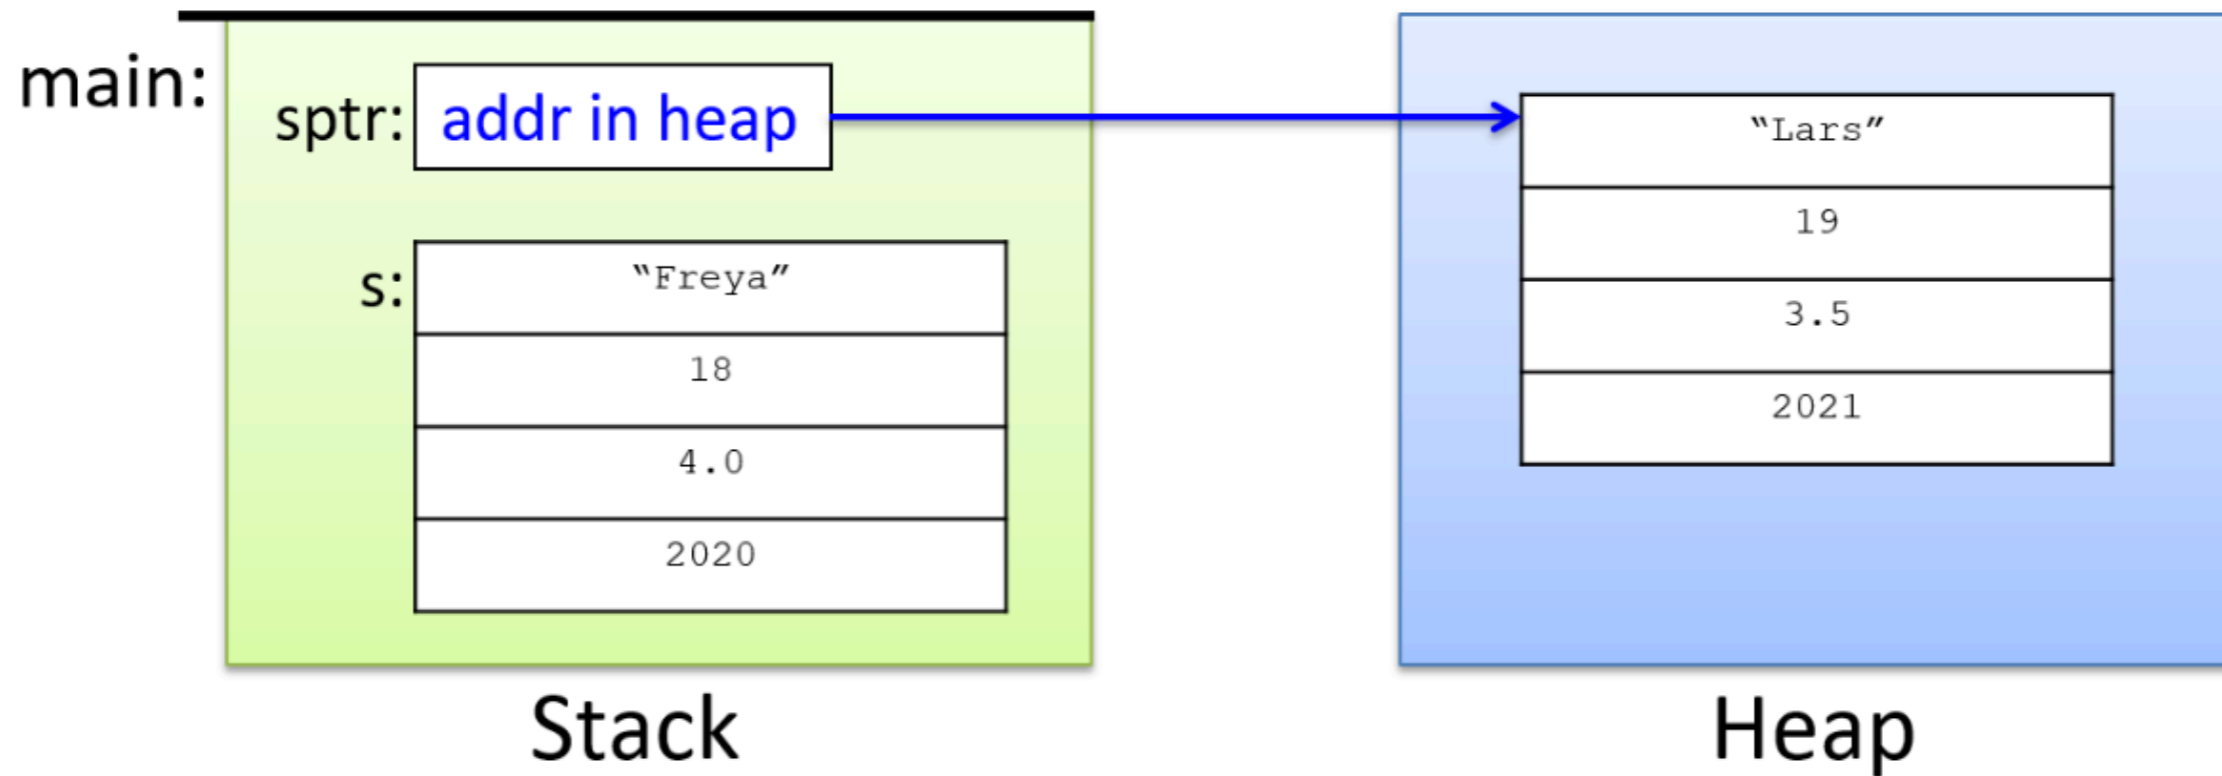 main:
sptr: addr in heap
s:
“Freya”
18
4.0
2020
Stack
“Lars”
19
3.5
2021
Heap